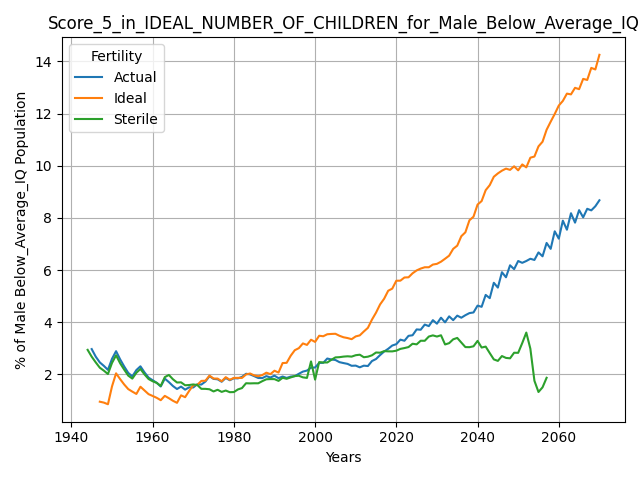 Score_5_in_IDEAL_NUMBER_OF_CHILDREN_for_Male_Below_Average_IQ
Fertility
Actual
Ideal
Sterile
% of Male Below_Average_IQ Population
14
12
10
8
6
4
2
1940
1960
1980
2000
2020
2040
2060
Years